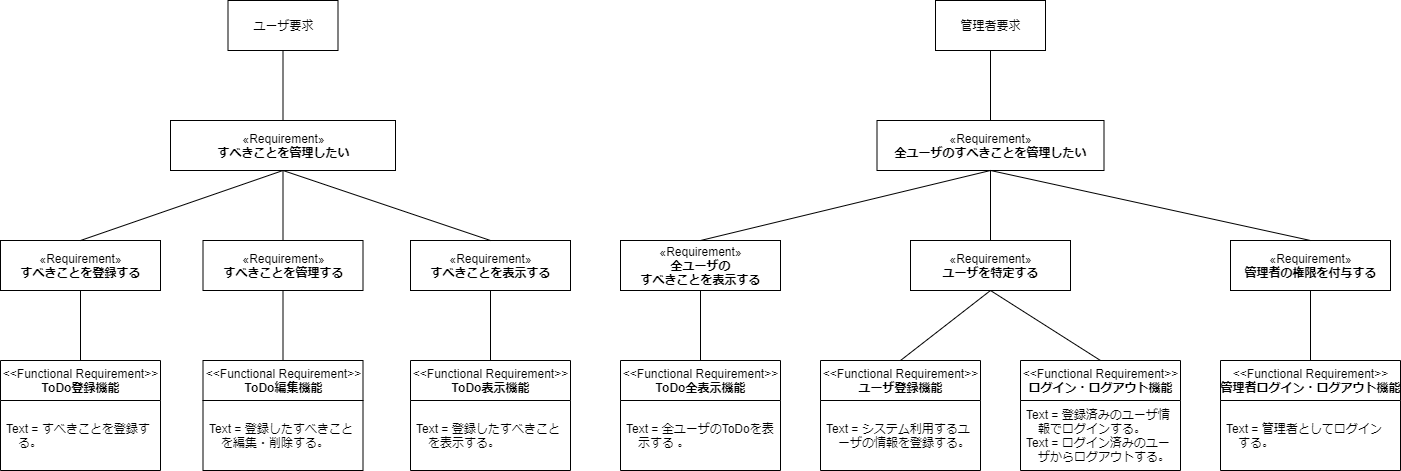 ユーザ要求
管理者要求
«Requirement»
すべきことを管理したい
«Requirement»
全ユーザのすべきことを管理したい
«Requirement»
すべきことを登録する
«Requirement»
すべきことを管理する
«Requirement»
すべきことを表示する
«Requirement»
全ユーザの
すべきことを表示する
«Requirement»
ユーザを特定する
«Requirement»
管理者の権限を付与する
<<Functional Requirement>>
ToDo登録機能
Text = すべきことを登録す
る。
<<Functional Requirement>>
ToDo編集機能
Text = 登録したすべきこと
を編集・削除する。
<<Functional Requirement>>
ToDo表示機能
Text = 登録したすべきこと
を表示する。
<<Functional Requirement>>
ToDo全表示機能
Text = 全ユーザのToDoを表
示する 。
<<Functional Requirement>>
ユーザ登録機能
Text = システム利用するユ
ーザの情報を登録する。
<<Functional Requirement>>
ログイン・ログアウト機能
Text = 登録済みのユーザ情
報でログインする。
Text = ログイン済みのユー
ザからログアウトする。
<<Functional Requirement>>
管理者ログイン・ログアウト機能
Text = 管理者としてログイン
する。